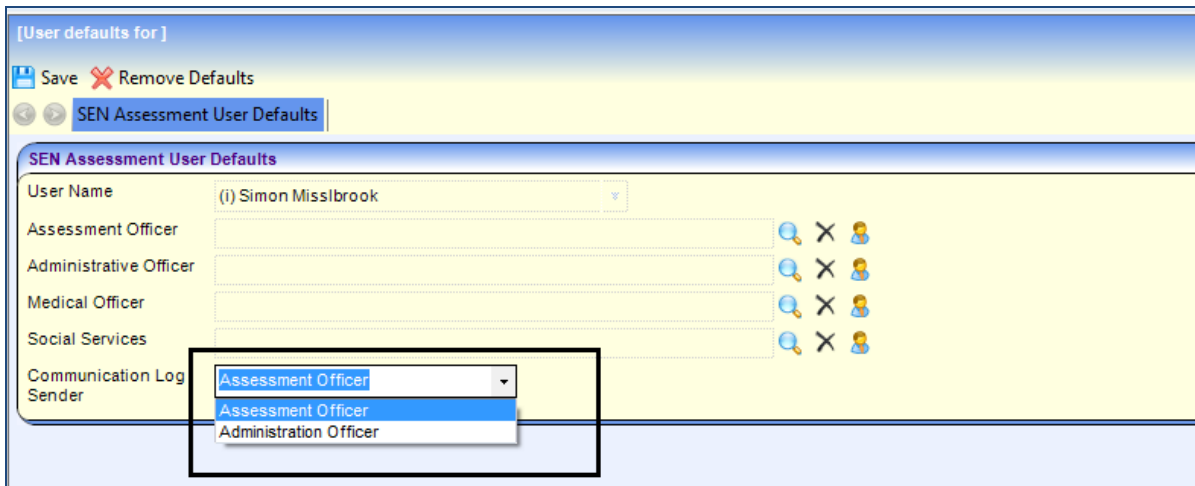 [User defaults for ]
Save Remove Defaults
SEN Assessment User Defaults
SEN Assessment User Defaults
User Name (i) Simon Misslbrook
Assessment Officer
Administrative Officer
Medical Officer
Social Services
Communication Log Assessment Officer
Sender
Assessment Officer
Administration Officer